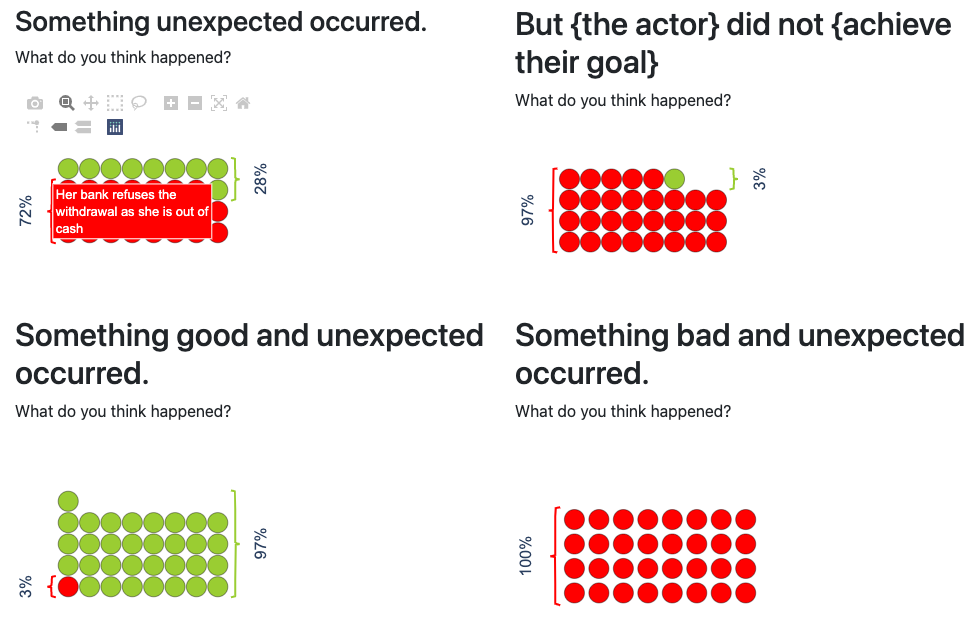 Something unexpected occurred.
What do you think happened?
28%
72%
Her bank refuses the
withdrawal as she is out of
cash
But {the actor} did not {achieve
their goal}
What do you think happened?
97%
3%
Something good and unexpected
occurred.
What do you think happened?
97%
3%
Something bad and unexpected
occurred.
What do you think happened?
100%